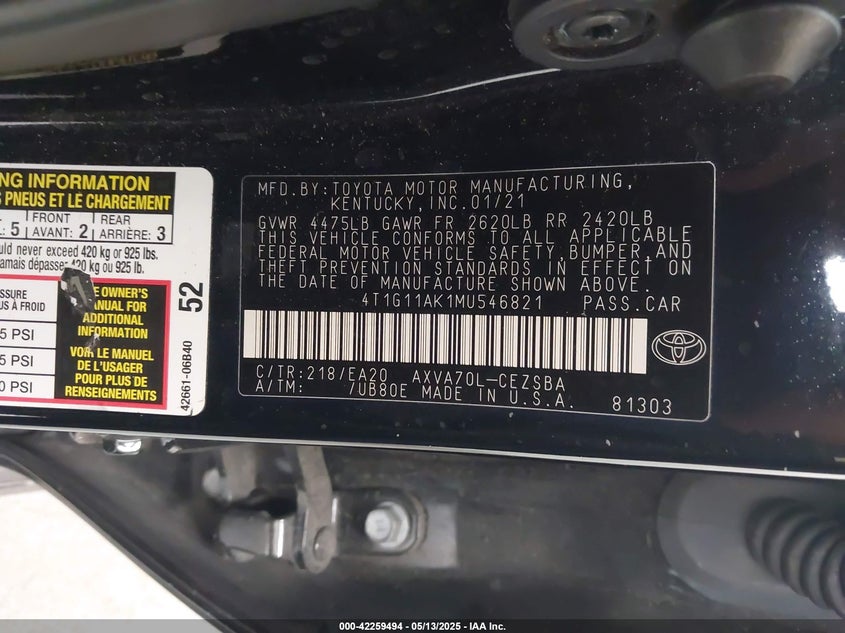 NG INFORMATION
S PNEUS ET LE CHARGEMENT
5 FRONT AVANT: 2 REAR ARRIÈRE: 3
uld never exceed 420 kg or 925 lbs.
amais dépasser 420 kg ou 925 lb.
SSURE
S À FROID
5 PSI
5 PSI
0 PSI
OWNER'S
MANUAL FOR
ADDITIONAL
INFORMATION
VOIR LE MANUEL
DE L'USAGER
POUR PLUS DE
RENSEIGNEMENTS
52
42661-06B40
MFD.BY:TOYOTA MOTOR MANUFACTURING,
KENTUCKY, INC.01/21
GVWR 4475LB GAWR FR 2620LB RR 2420LB
THIS VEHICLE CONFORMS TO ALL APPLICABLE
FEDERAL MOTOR VEHICLE SAFETY,BUMPER,AND
THEFT PREVENTION STANDARDS IN EFFECT ON
THE DATE OF MANUFACTURE SHOWN ABOVE.
4T1G11AK1MU546821 PASS.CAR
C/TR:218/EA20 AXVA70L-CEZSBA
A/TM: /UB80E MADE IN U.S.A. 81303
000-42259494 - 05/13/2025 - IAA Inc.